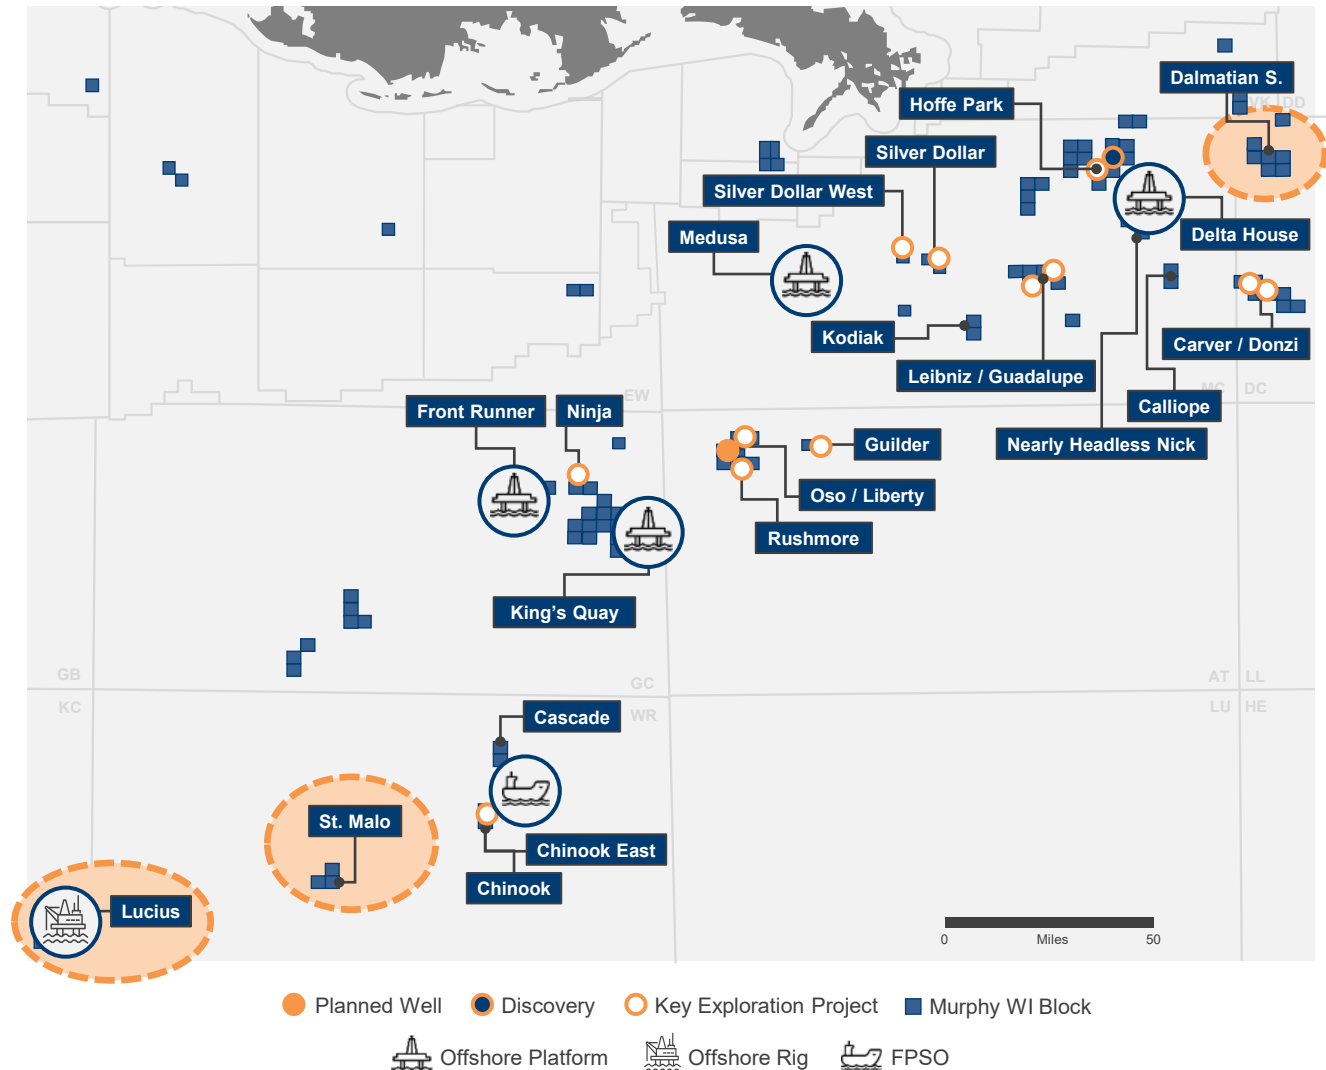 Dalmatian S.
VK DD
Hoffe Park
Silver Dollar
Silver Dollar West
Medusa
Delta House
Kodiak
Carver / Donzi
Leibniz / Guadalupe
MC DC
EW
Calliope
Front Runner
Ninja
Nearly Headless Nick
Guilder
Oso / Liberty
Rushmore
King’s Quay
GB
GC
AT LL
KC
WR
LU HE
Cascade
St. Malo
Chinook East
Chinook
Lucius
0 Miles 50
Planned Well Discovery Key Exploration Project Murphy WI Block
Offshore Platform Offshore Rig FPSO